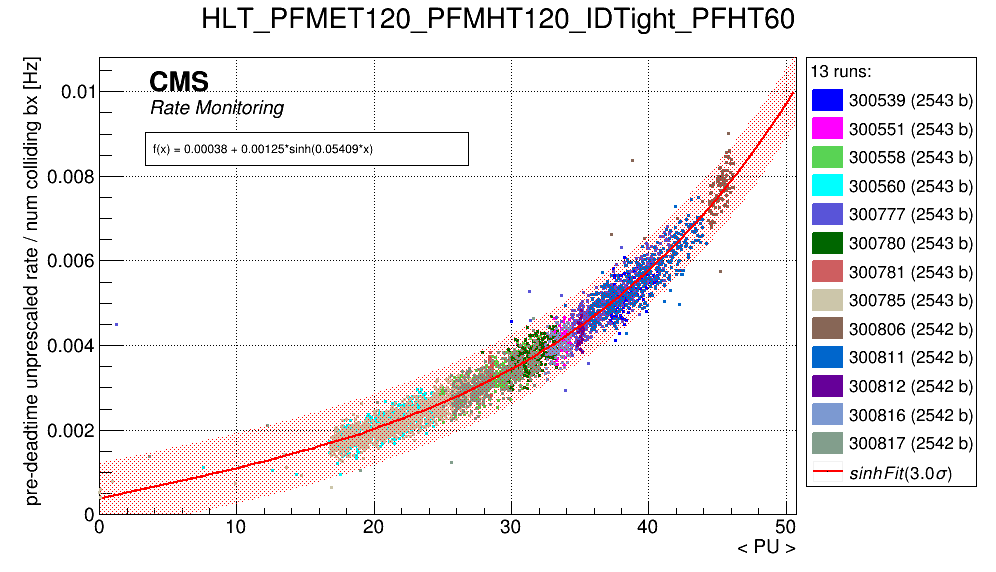 HLT_PFMET120_PFMHT120_IDTight_PFHT60
pre-deadtime unprescaled rate / num colliding bx [Hz]
CMS
Rate Monitoring
f(x) = 0.00038 + 0.00125*sinh(0.05409*x)
0.01
0.008
0.006
0.004
0.002
0
0 10 20 30 40 50
< PU >
13 runs:
300539 (2543 b)
300551 (2543 b)
300558 (2543 b)
300560 (2543 b)
300777 (2543 b)
300780 (2543 b)
300781 (2543 b)
300785 (2543 b)
300806 (2542 b)
300811 (2542 b)
300812 (2542 b)
300816 (2542 b)
300817 (2542 b)
sinhFit(3.0σ)